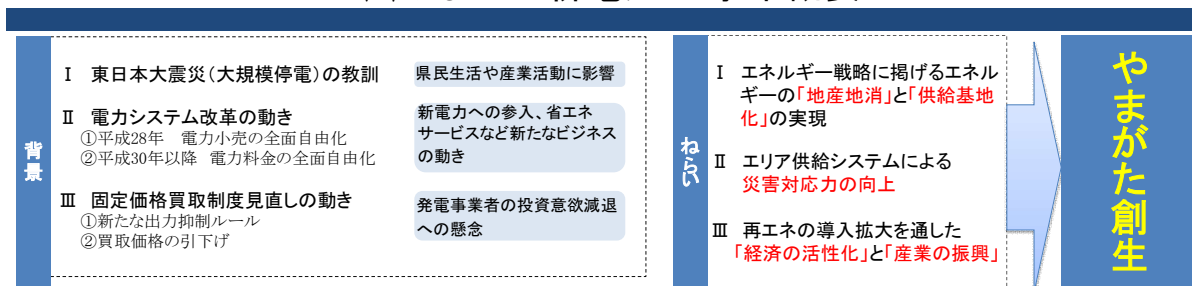 背景
Ⅰ 東日本大震災(大規模停電)の教訓
県民生活や産業活動に影響
Ⅱ 電力システム改革の動き
①平成28年 電力小売の全面自由化
②平成30年以降 電力料金の全面自由化
新電力への参入、省エネ
サービスなど新たなビジネス
の動き
Ⅲ 固定価格買取制度見直しの動き
①新たな出力抑制ルール
②買取価格の引下げ
発電事業者の投資意欲減退
への懸念
ねらい
Ⅰ エネルギー戦略に掲げるエネル
ギーの「地産地消」と「供給基地
化」の実現
Ⅱ エリア供給システムによる
災害対応力の向上
Ⅲ 再エネの導入拡大を通した
「経済の活性化」と「産業の振興」
やまがた創生